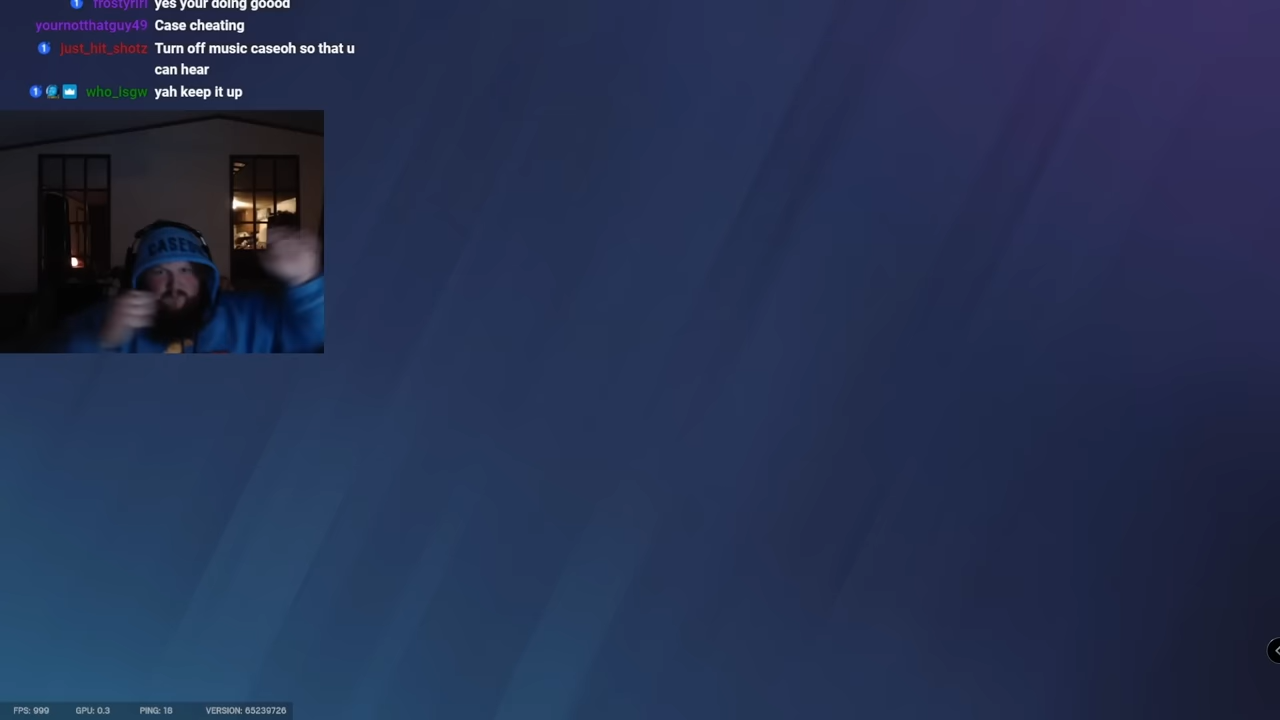 frostyriri yes your doing goood
yournotthatguy49 Case cheating
just_hit_shotz Turn off music caseoh so that u
can hear
who_isgw yah keep it up
CASEOH
FPS: 999 GPU: 0.3 PING: 18 VERSION: 65239726